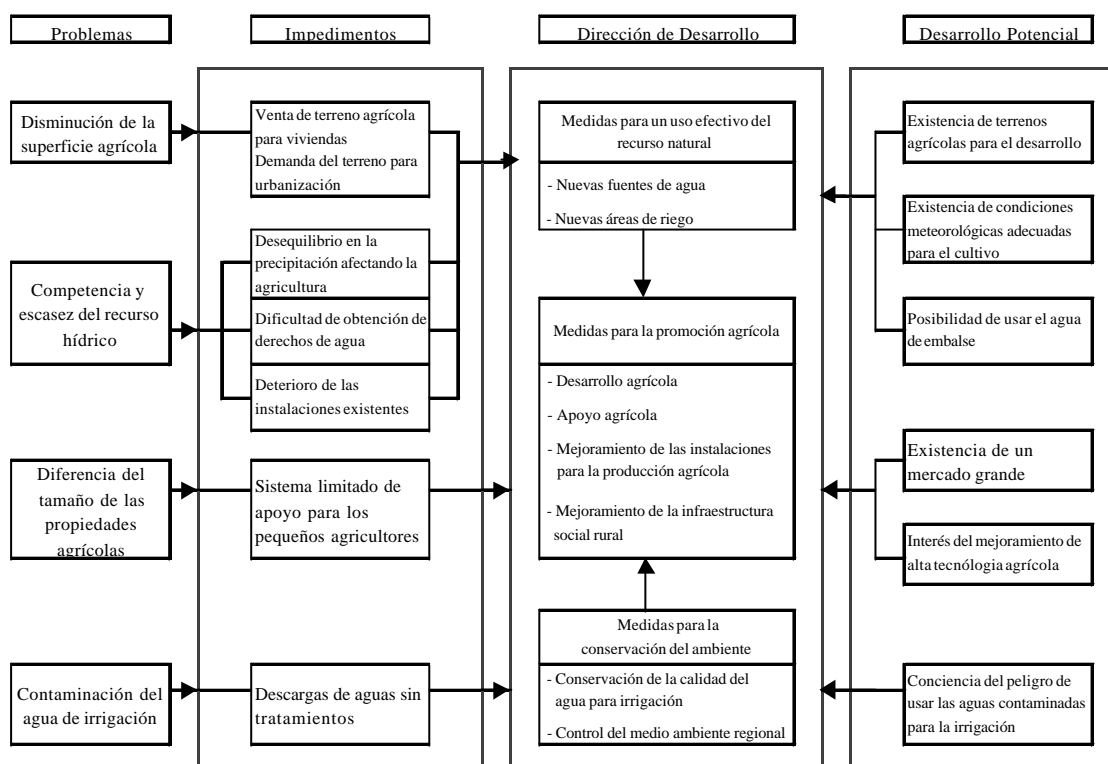 Problemas
Impedimentos
Dirección de Desarrollo
Desarrollo Potencial
Disminución de la
superficie agrícola
Competencia y
escasez del recurso
hídrico
Diferencia del
tamaño de las
propiedades
agrícolas
Contaminación del
agua de irrigación
Venta de terreno agrícola
para viviendas
Demanda del terreno para
urbanización
Desequilibrio en la
precipitación afectando la
agricultura
Dificultad de obtención de
derechos de agua
Deterioro de las
instalaciones existentes
Sistema limitado de
apoyo para los
pequeños agricultores
Descargas de aguas sin
tratamientos
Medidas para un uso efectivo del
recurso natural
- Nuevas fuentes de agua
- Nuevas áreas de riego
Medidas para la promoción agrícola
- Desarrollo agrícola
- Apoyo agrícola
- Mejoramiento de las instalaciones
para la producción agrícola
- Mejoramiento de la infraestructura
social rural
Medidas para la
conservación del ambiente
- Conservación de la calidad del
agua para irrigación
- Control del medio ambiente regional
Existencia de terrenos
agrícolas para el desarrollo
Existencia de condiciones
meteorológicas adecuadas
para el cultivo
Posibilidad de usar el agua
de embalse
Existencia de un
mercado grande
Interés del mejoramiento de
alta tecnólogia agrícola
Conciencia del peligro de
usar las aguas contaminadas
para la irrigación